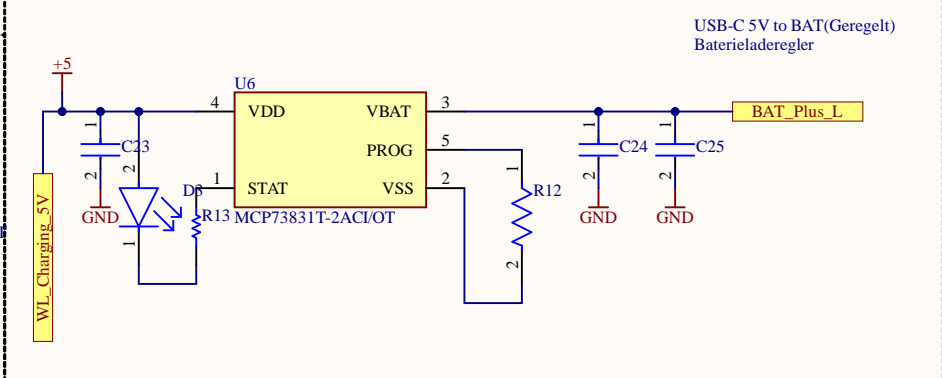 USB-C 5V to BAT(Geregelt)
Baterieladeregler
+5
U6
4 VDD VBAT 3 BAT_Plus_L
1 C23 PROG 5 1 C24 1 C25
2 2 1 STAT VSS 2 1 R12 2 2
GND D3 R13 MCP73831T-2ACI/OT GND GND
1 2
WL_Charging_5V